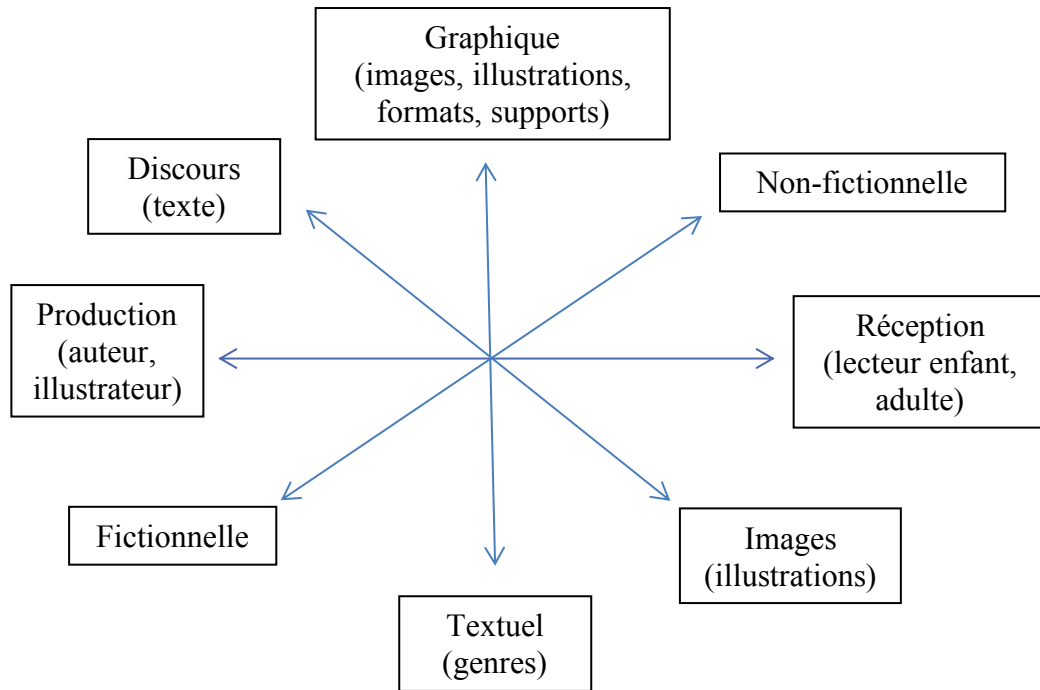 Graphique
(images, illustrations,
formats, supports)
Discours
(texte)
Non-fictionnelle
Production
(auteur,
illustrateur)
Réception
(lecteur enfant,
adulte)
Fictionnelle
Images
(illustrations)
Textuel
(genres)